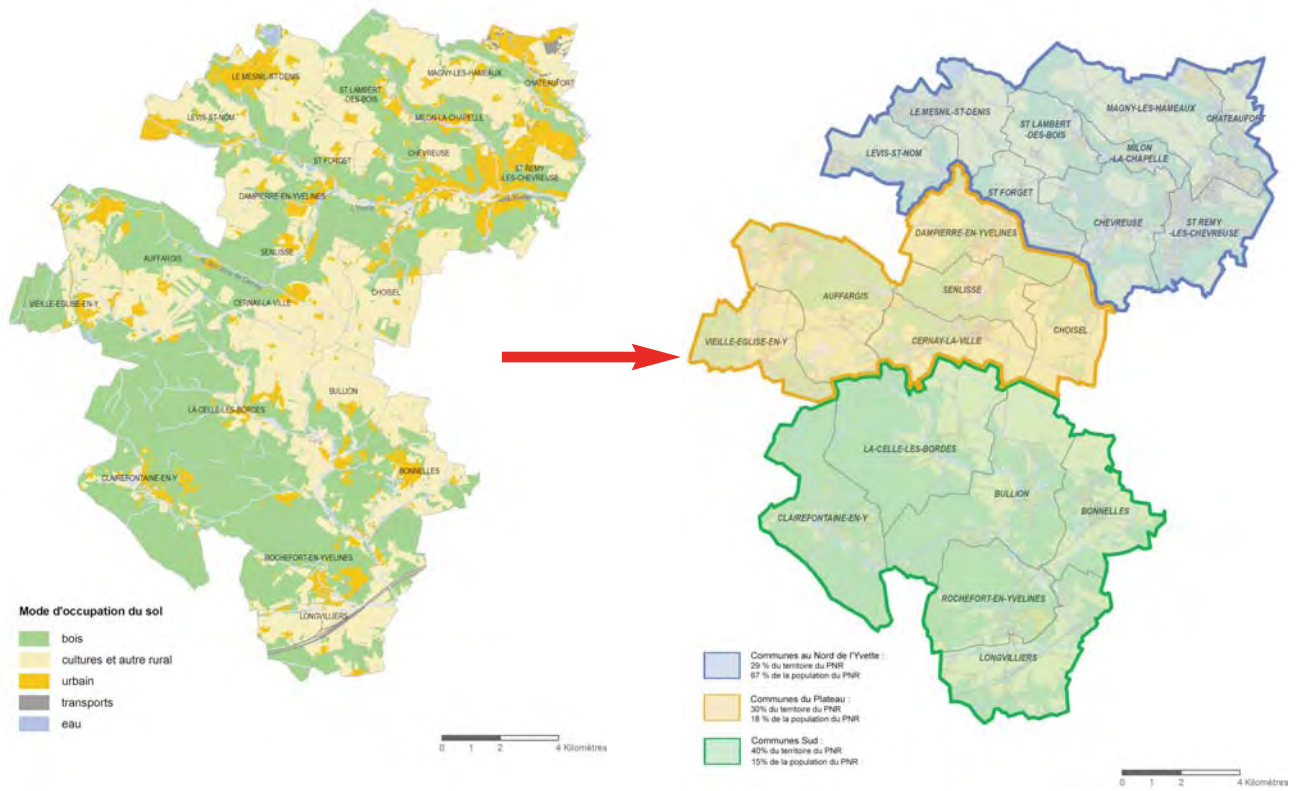 LE MESNIL-ST-DENIS
MAGNY-LES-HAMEAUX
CHATEAUFORT
ST LAMBERT
-DES-BOIS
LEVIS-ST-NOM
MILON-LA-CHAPELLE
CHEVREUSE
ST FORGET
ST REMY
-LES-CHEVREUSE
DAMPIERRE-EN-YVELINES
L'Yvette
SENLISSE
AUFFARGIS
CHOISEL
VIEILLE-EGLISE-EN-Y
CERNAY-LA-VILLE
BULLION
LA-CELLE-LES-BORDES
BONNELLES
CLAIREFONTAINE-EN-Y
ROCHEFORT-EN-YVELINES
LONGVILLIERS
Mode d'occupation du sol
bois
cultures et autre rural
urbain
transports
eau
0 1 2 4 Kilomètres
LE MESNIL-ST-DENIS
MAGNY-LES-HAMEAUX
CHATEAUFORT
ST LAMBERT
-DES-BOIS
LEVIS-ST-NOM
MILON
-LA-CHAPELLE
ST FORGET
CHEVREUSE
ST REMY
-LES-CHEVREUSE
DAMPIERRE-EN-YVELINES
AUFFARGIS
SENLISSE
CHOISEL
VIEILLE-EGLISE-EN-Y
CERNAY-LA-VILLE
LA-CELLE-LES-BORDES
BULLION
BONNELLES
CLAIREFONTAINE-EN-Y
ROCHEFORT-EN-YVELINES
LONGVILLIERS
Communes au Nord de l'Yvette :
29 % du territoire du PNR
67 % de la population du PNR
Communes du Plateau :
30% du territoire du PNR
18 % de la population du PNR
Communes Sud :
40% du territoire du PNR
15% de la population du PNR
0 1 2 4 Kilomètres